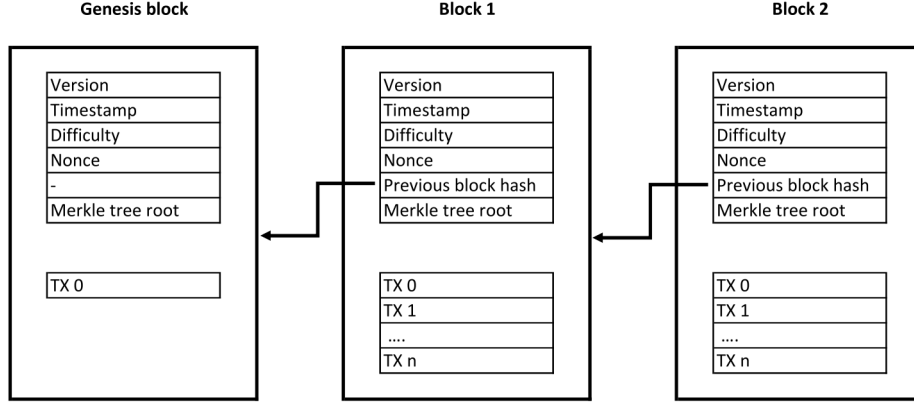 Genesis block
Version
Timestamp
Difficulty
Nonce
-
Merkle tree root
TX 0
Block 1
Version
Timestamp
Difficulty
Nonce
Previous block hash
Merkle tree root
TX 0
TX 1
....
TX n
Block 2
Version
Timestamp
Difficulty
Nonce
Previous block hash
Merkle tree root
TX 0
TX 1
....
TX n